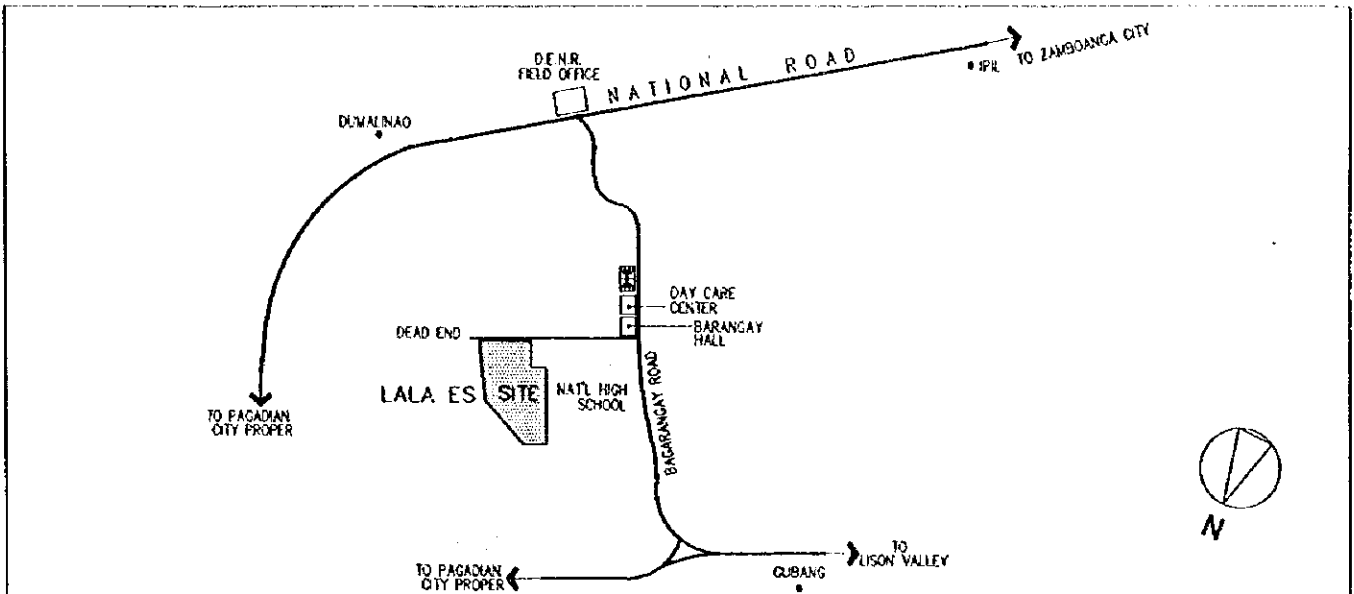 D.E.N.R.
FIELD OFFICE
NATIONAL ROAD
TO ZAMBOANGA CITY
IPIL
DUMALINAO
DAY CARE
CENTER
BARANGAY
HALL
DEAD END
LALA ES SITE
NAT'L HIGH
SCHOOL
BAGARANGAY ROAD
TO PAGADIAN
CITY PROPER
N
TO PAGADIAN
CITY PROPER
TO
LISON VALLEY
GUBANG